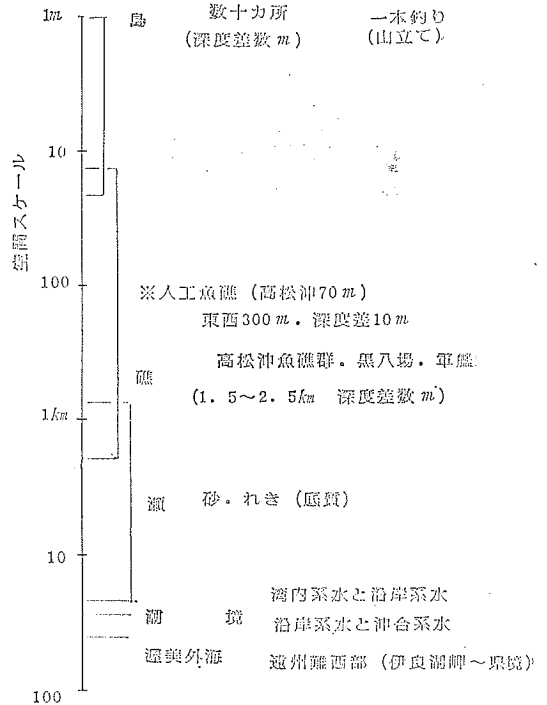 1m 島 数十カ所 一本釣り
(深度差数m) (山立て)
10
空間スケール
100
※人工魚礁 (高松沖70m)
東西300m. 深度差10m
高松沖魚礁群. 黒八場. 軍艦
礁
(1. 5〜2. 5km 深度差数m)
1km
瀬 砂. れき (底質)
10
湾内系水と沿岸系水
潮境
沿岸系水と沖合系水
渥美外海 遠州灘西部 (伊良湖岬〜県境)
100